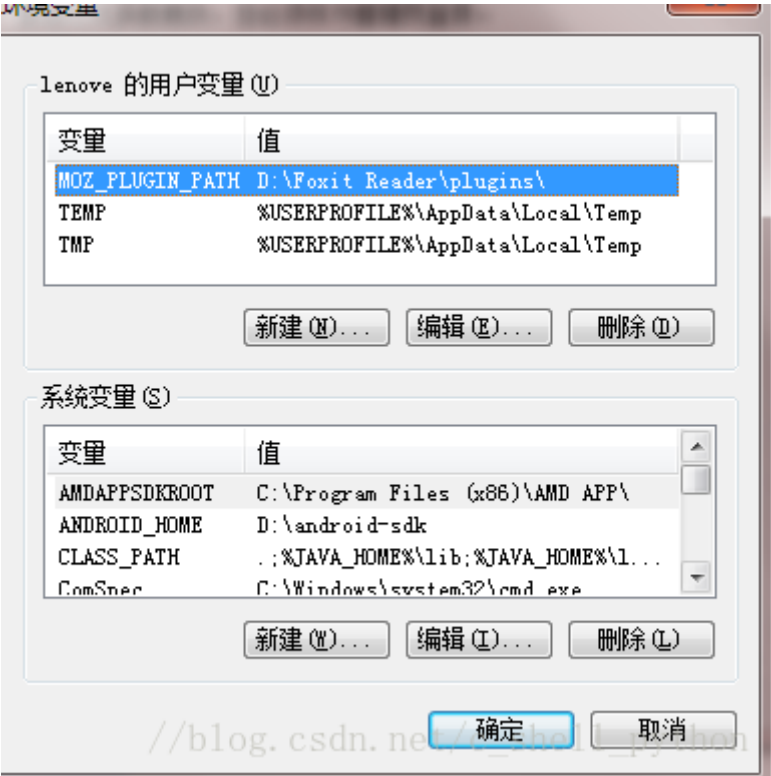 环境变量
lenove 的用户变量(U)
变量 值
MOZ_PLUGIN_PATH D:\Foxit Reader\plugins\
TEMP %USERPROFILE%\AppData\Local\Temp
TMP %USERPROFILE%\AppData\Local\Temp
新建(N)... 编辑(E)... 删除(D)
系统变量(S)
变量 值
AMDAPPSDKROOT C:\Program Files (x86)\AMD APP\
ANDROID_HOME D:\android-sdk
CLASS_PATH .;%JAVA_HOME%\lib;%JAVA_HOME%\l...
ComSpec C:\Windows\system32\cmd.exe
新建(W)... 编辑(I)... 删除(L)
确定 取消